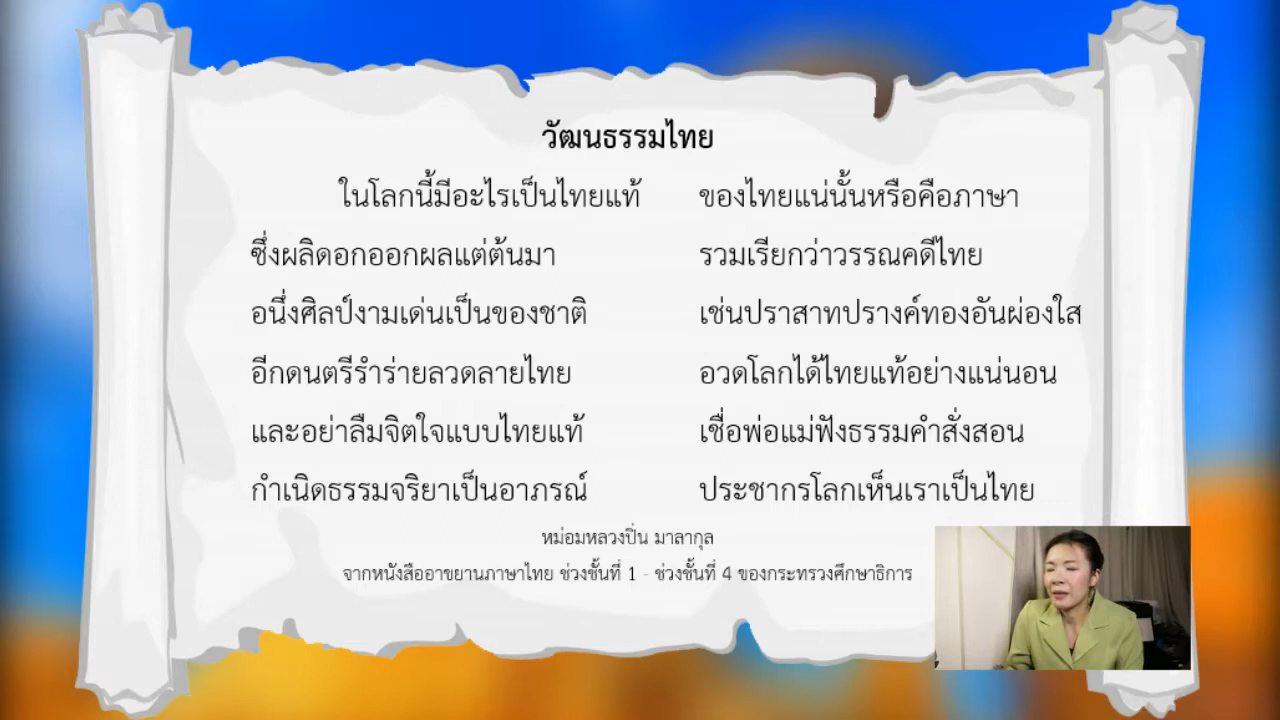 วัฒนธรรมไทย
ในโลกนี้มีอะไรเป็นไทยแท้ ของไทยแน่นั้นหรือคือภาษา
ซึ่งผลิดอกออกผลแต่ต้นมา รวมเรียกว่าวรรณคดีไทย
อนึ่งศิลป์งามเด่นเป็นของชาติ เช่นปราสาทปรางค์ทองอันผ่องใส
อีกดนตรีรำร่ายลวดลายไทย อวดโลกได้ไทยแท้อย่างแน่นอน
และอย่าลืมจิตใจแบบไทยแท้ เชื่อพ่อแม่ฟังธรรมคำสั่งสอน
กำเนิดธรรมจริยาเป็นอาภรณ์ ประชากรโลกเห็นเราเป็นไทย
หม่อมหลวงปิ่น มาลากุล
จากหนังสืออาขยานภาษาไทย ช่วงชั้นที่ 1 - ช่วงชั้นที่ 4 ของกระทรวงศึกษาธิการ